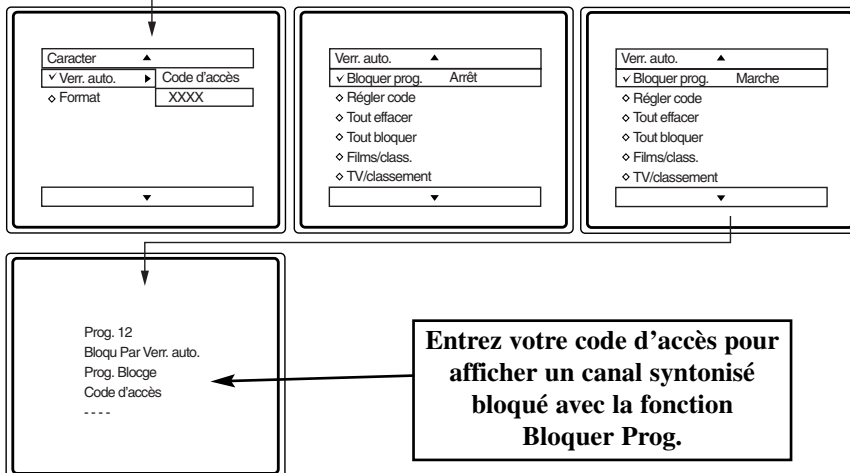 Caracter
Verr. auto.
Code d'accès
Format
XXXX
Verr. auto.
Bloquer prog. Arrêt
Régler code
Tout effacer
Tout bloquer
Films/class.
TV/classement
Verr. auto.
Bloquer prog. Marche
Régler code
Tout effacer
Tout bloquer
Films/class.
TV/classement
Prog. 12
Bloqu Par Verr. auto.
Prog. Blocge
Code d'accès
- - - -
Entrez votre code d'accès pour
afficher un canal syntonisé
bloqué avec la fonction
Bloquer Prog.